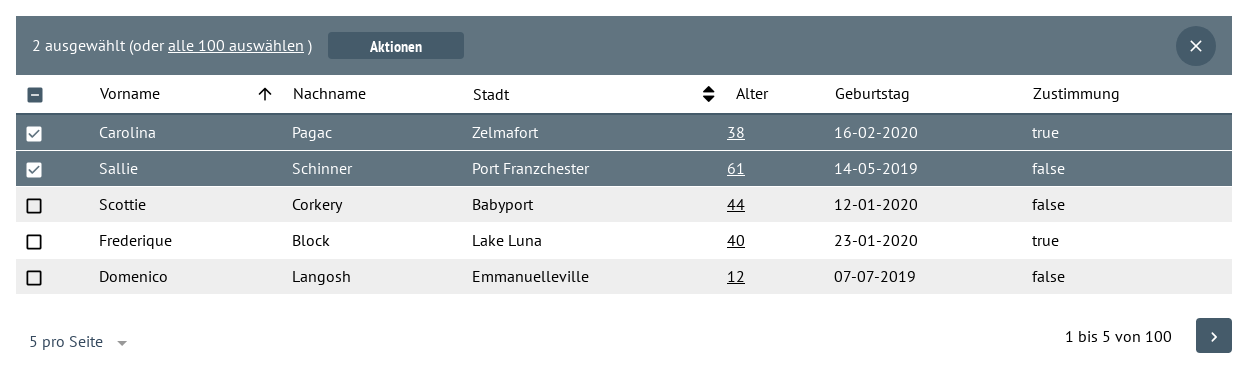 2 ausgewählt (oder alle 100 auswählen ) Aktionen
Vorname Nachname Stadt Alter Geburtstag Zustimmung
Carolina Pagac Zelmafort 38 16-02-2020 true
Sallie Schinner Port Franzchester 61 14-05-2019 false
Scottie Corkery Babyport 44 12-01-2020 false
Frederique Block Lake Luna 40 23-01-2020 true
Domenico Langosh Emmanuelleville 12 07-07-2019 false
5 pro Seite 1 bis 5 von 100